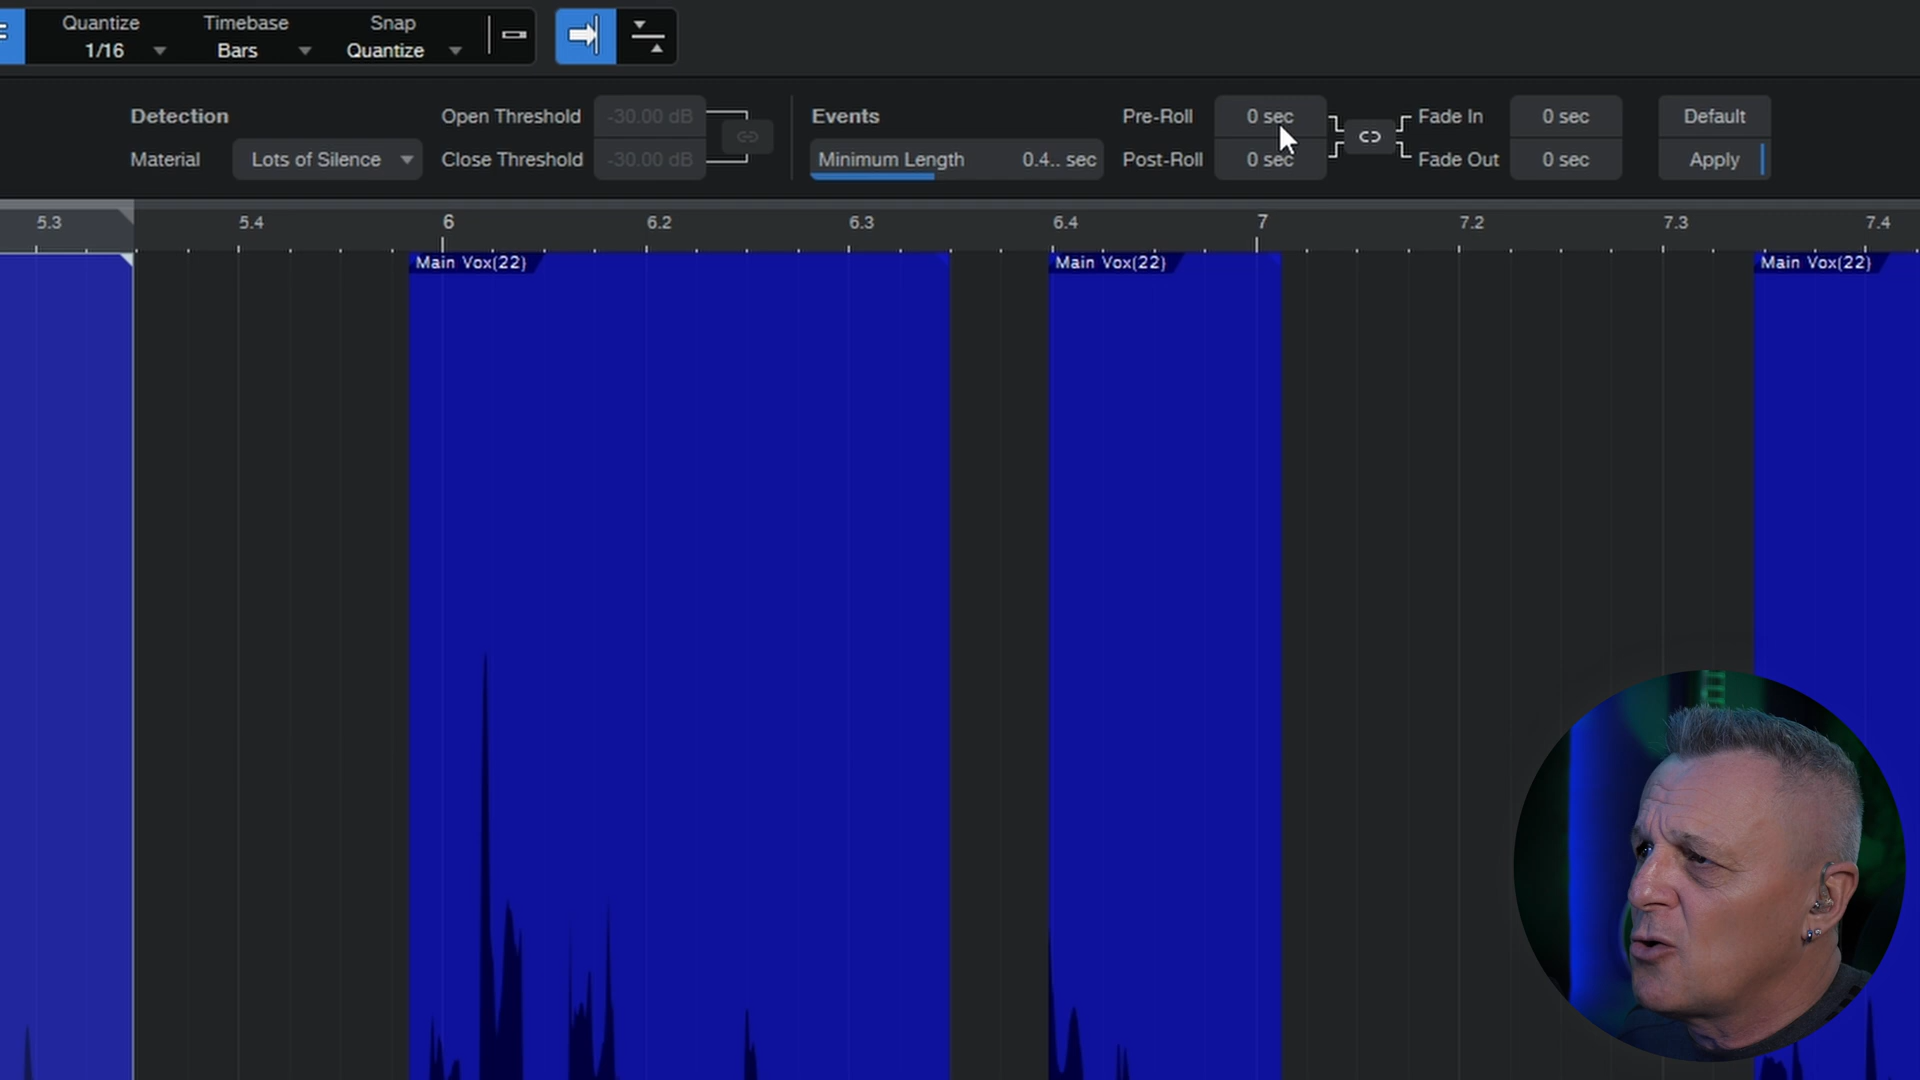 Quantize Timebase Snap
1/16 Bars Quantize
Detection Open Threshold -30.00 dB Events Pre-Roll 0 sec Fade In 0 sec Default
Material Lots of Silence Close Threshold -30.00 dB Minimum Length 0.4.. sec Post-Roll 0 sec Fade Out 0 sec Apply
5.3 5.4 6 6.2 6.3 6.4 7 7.2 7.3 7.4
Main Vox(22) Main Vox(22) Main Vox(22)